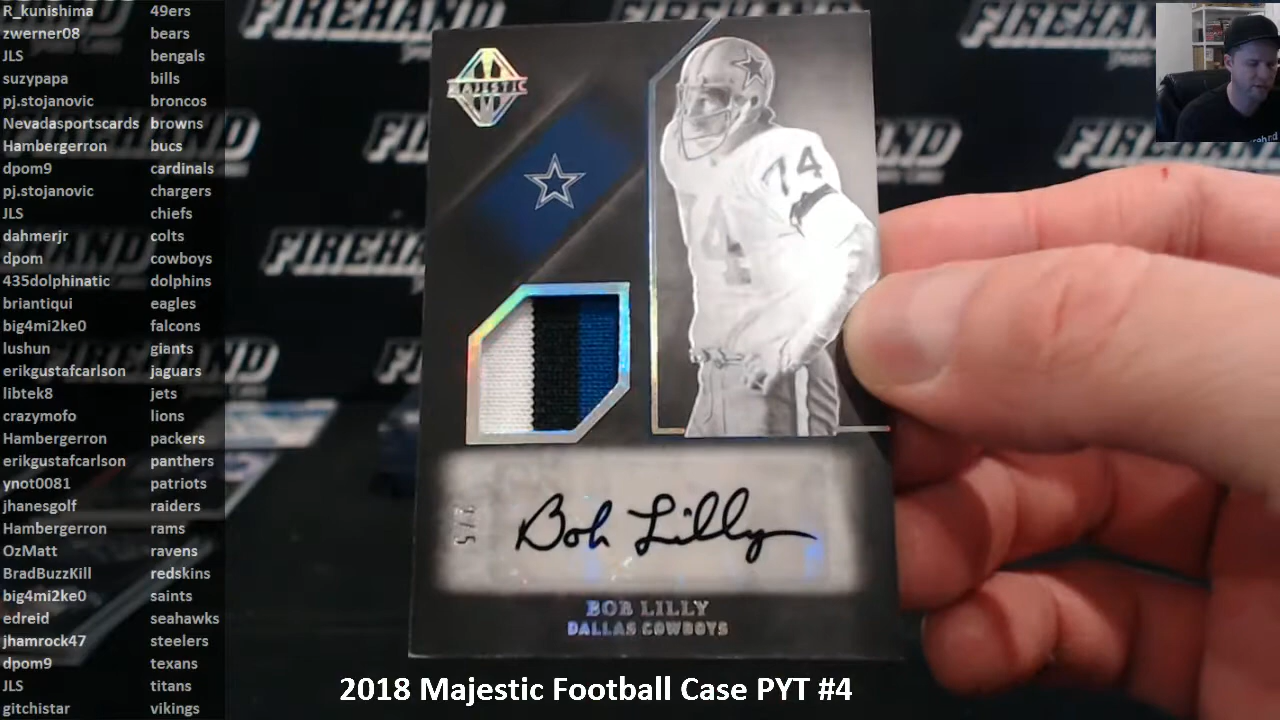 R_kunishima 49ers
zwerner08 bears
JLS bengals
suzypapa bills
pj.stojanovic broncos
Nevadasportscards browns
Hambergerron bucs
dpom9 cardinals
pj.stojanovic chargers
JLS chiefs
dahmerjr colts
dpom cowboys
435dolphinatic dolphins
briantiqui eagles
big4mi2ke0 falcons
lushun giants
erikgustafcarlson jaguars
libtek8 jets
crazymofo lions
Hambergerron packers
erikgustafcarlson panthers
ynot0081 patriots
jhanesgolf raiders
Hambergerron rams
OzMatt ravens
BradBuzzKill redskins
big4mi2ke0 saints
edreid seahawks
jhamrock47 steelers
dpom9 texans
JLS titans
gitchistar vikings
FIREHAND
FIREHAND
FIREHAND
MAJESTIC
74
74
Bob Lilly
BOB LILLY
DALLAS COWBOYS
2018 Majestic Football Case PYT #4